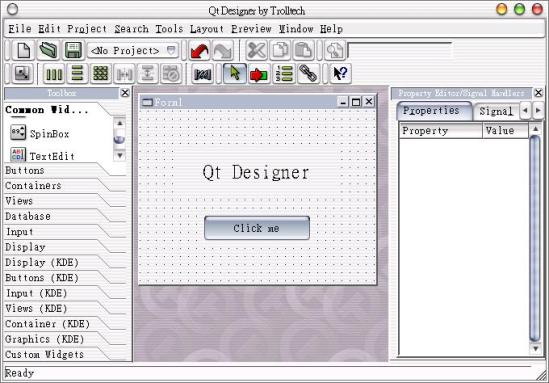 Qt Designer by Trolltech
File Edit Project Search Tools Layout Preview Window Help
<No Project>
Toolbox
Common Wid...
SpinBox
TextEdit
Buttons
Containers
Views
Database
Input
Display
Display (KDE)
Buttons (KDE)
Input (KDE)
Views (KDE)
Container (KDE)
Graphics (KDE)
Custom Widgets
Form1
Qt Designer
Click me
Property Editor/Signal Handlers
Properties Signal
Property Value
Ready